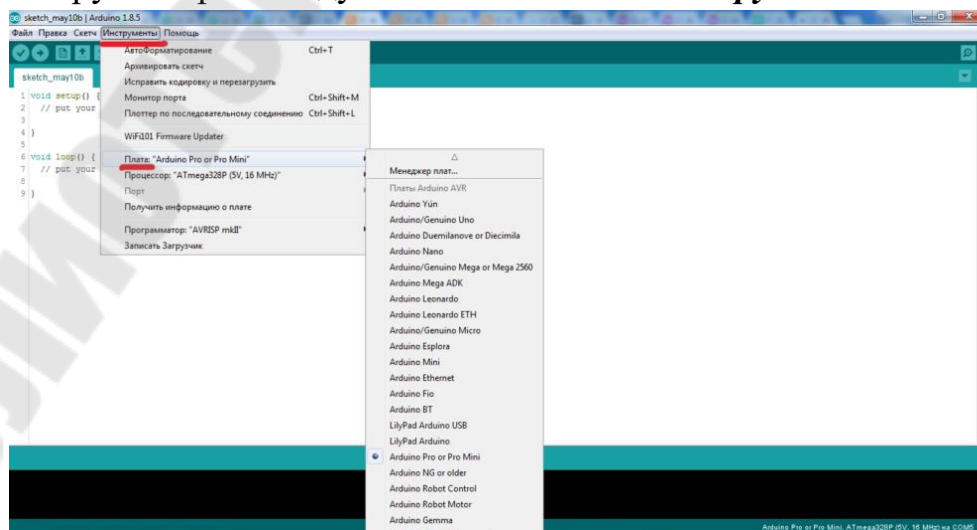 sketch_may10b | Arduino 1.8.5
Файл Правка Скетч Инструменты Помощь
АвтоФорматирование Ctrl+T
Архивировать скетч
Исправить кодировку и перезагрузить
Монитор порта Ctrl+Shift+M
Плоттер по последовательному соединению Ctrl+Shift+L
WiFi101 Firmware Updater
Плата: "Arduino Pro or Pro Mini"
Процессор: "ATmega328P (5V, 16 MHz)"
Порт
Получить информацию о плате
Программатор: "AVRISP mkII"
Записать Загрузчик
sketch_may10b
1 void setup() {
2 // put your
3
4 }
5
6 void loop() {
7 // put your
8
9 }
Менеджер плат...
Платы Arduino AVR
Arduino Yún
Arduino/Genuino Uno
Arduino Duemilanove or Diecimila
Arduino Nano
Arduino/Genuino Mega or Mega 2560
Arduino Mega ADK
Arduino Leonardo
Arduino Leonardo ETH
Arduino/Genuino Micro
Arduino Esplora
Arduino Mini
Arduino Ethernet
Arduino Fio
Arduino BT
LilyPad Arduino USB
LilyPad Arduino
Arduino Pro or Pro Mini
Arduino NG or older
Arduino Robot Control
Arduino Robot Motor
Arduino Gemma
Arduino Pro or Pro Mini, ATmega328P (5V, 16 MHz) на COM6